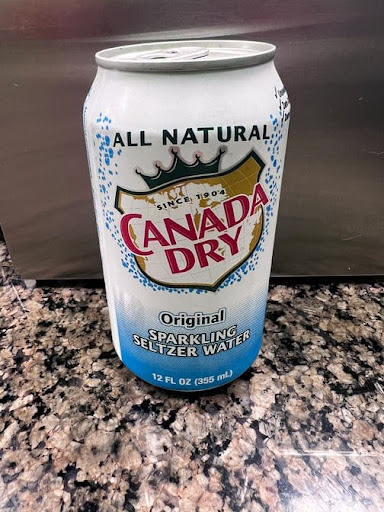 ALL NATURAL
SINCE 1904
CANADA
DRY
Original
SPARKLING
SELTZER WATER
12 FL OZ (355 mL)